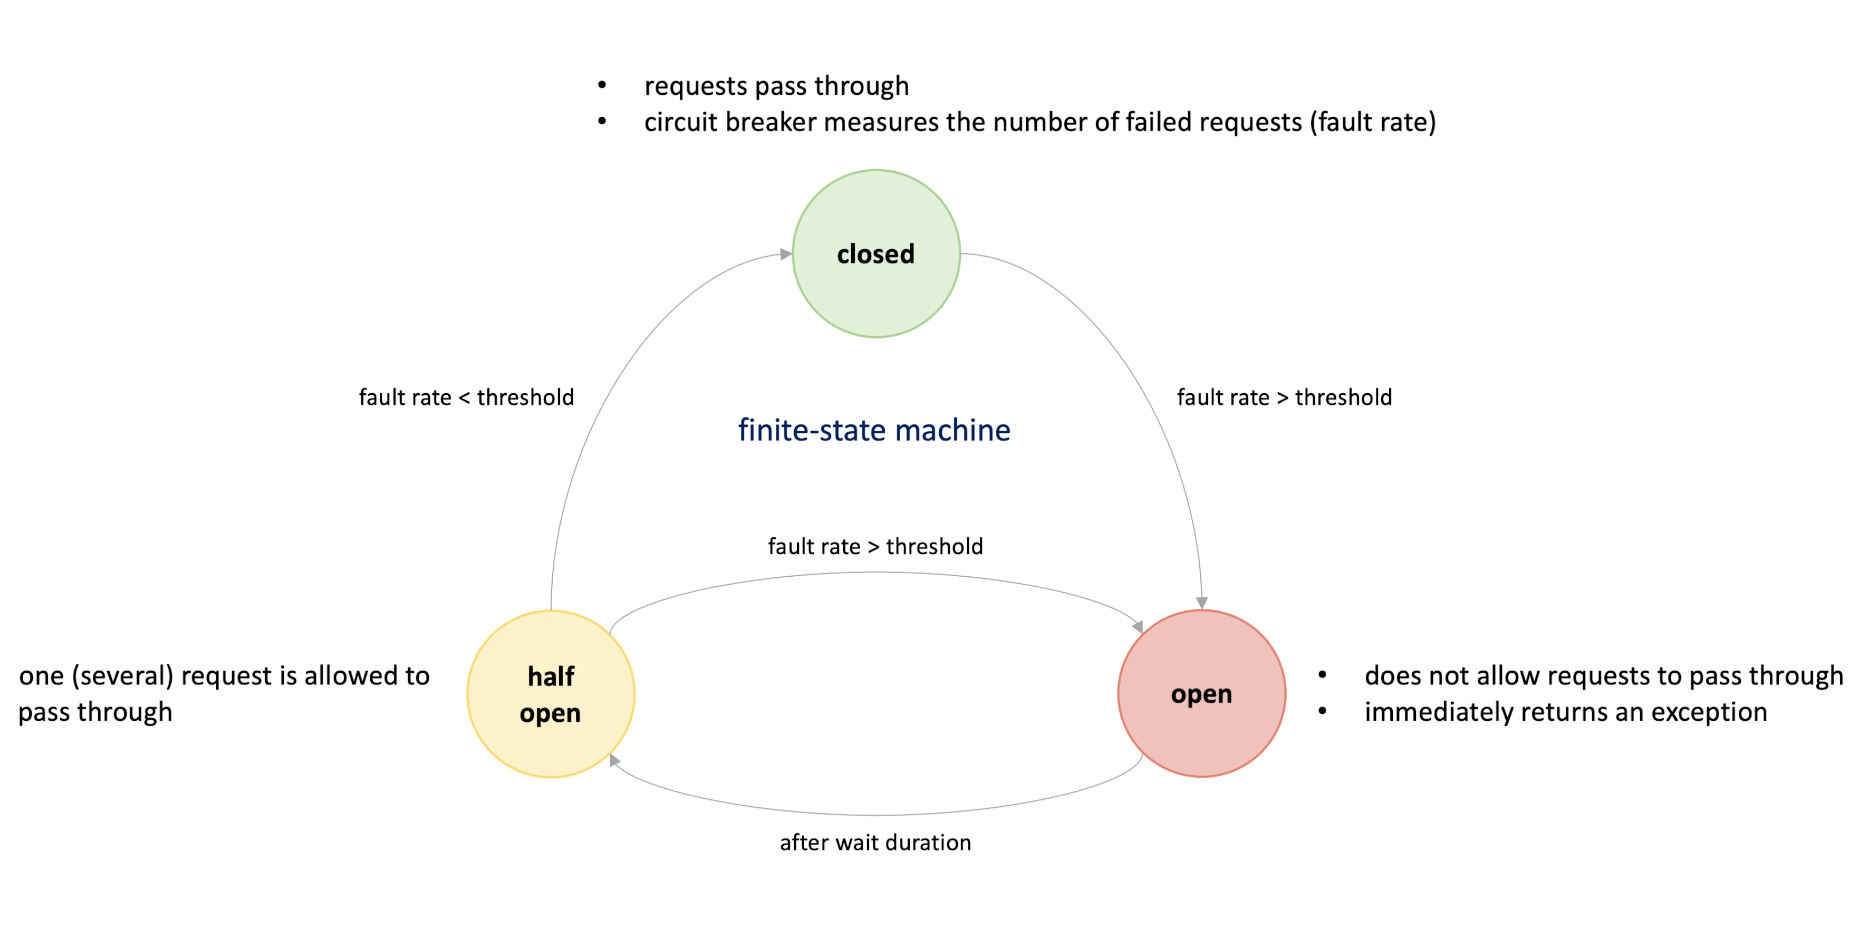 • requests pass through
• circuit breaker measures the number of failed requests (fault rate)
closed
fault rate < threshold
fault rate > threshold
finite-state machine
fault rate > threshold
one (several) request is allowed to
pass through
half
open
open
• does not allow requests to pass through
• immediately returns an exception
after wait duration